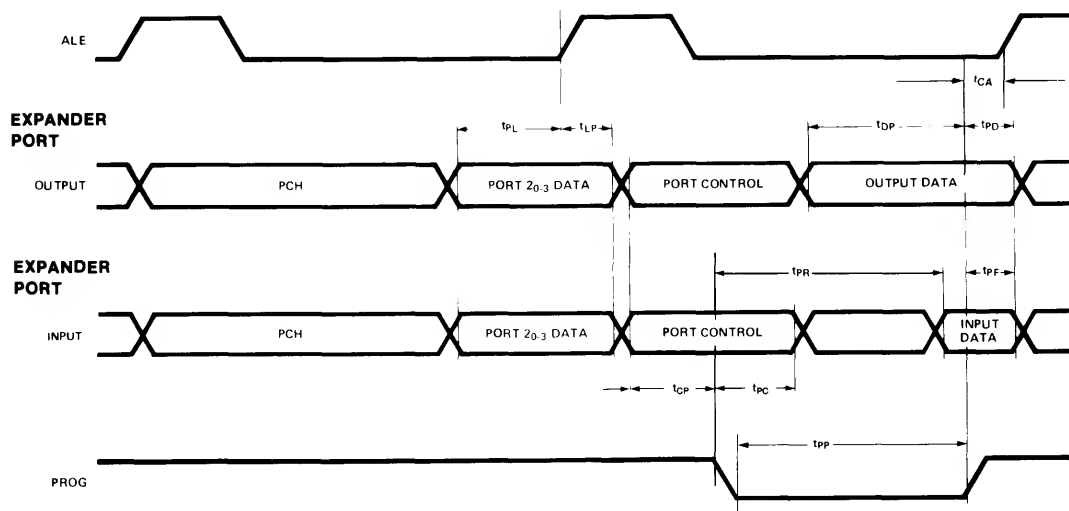 ALE
tCA
EXPANDER
PORT
tPL
tLP
tDP
tPD
OUTPUT
PCH
PORT 2₀₋₃ DATA
PORT CONTROL
OUTPUT DATA
EXPANDER
PORT
tPR
tPF
INPUT
PCH
PORT 2₀₋₃ DATA
PORT CONTROL
INPUT
DATA
tCP
tPC
tPP
PROG